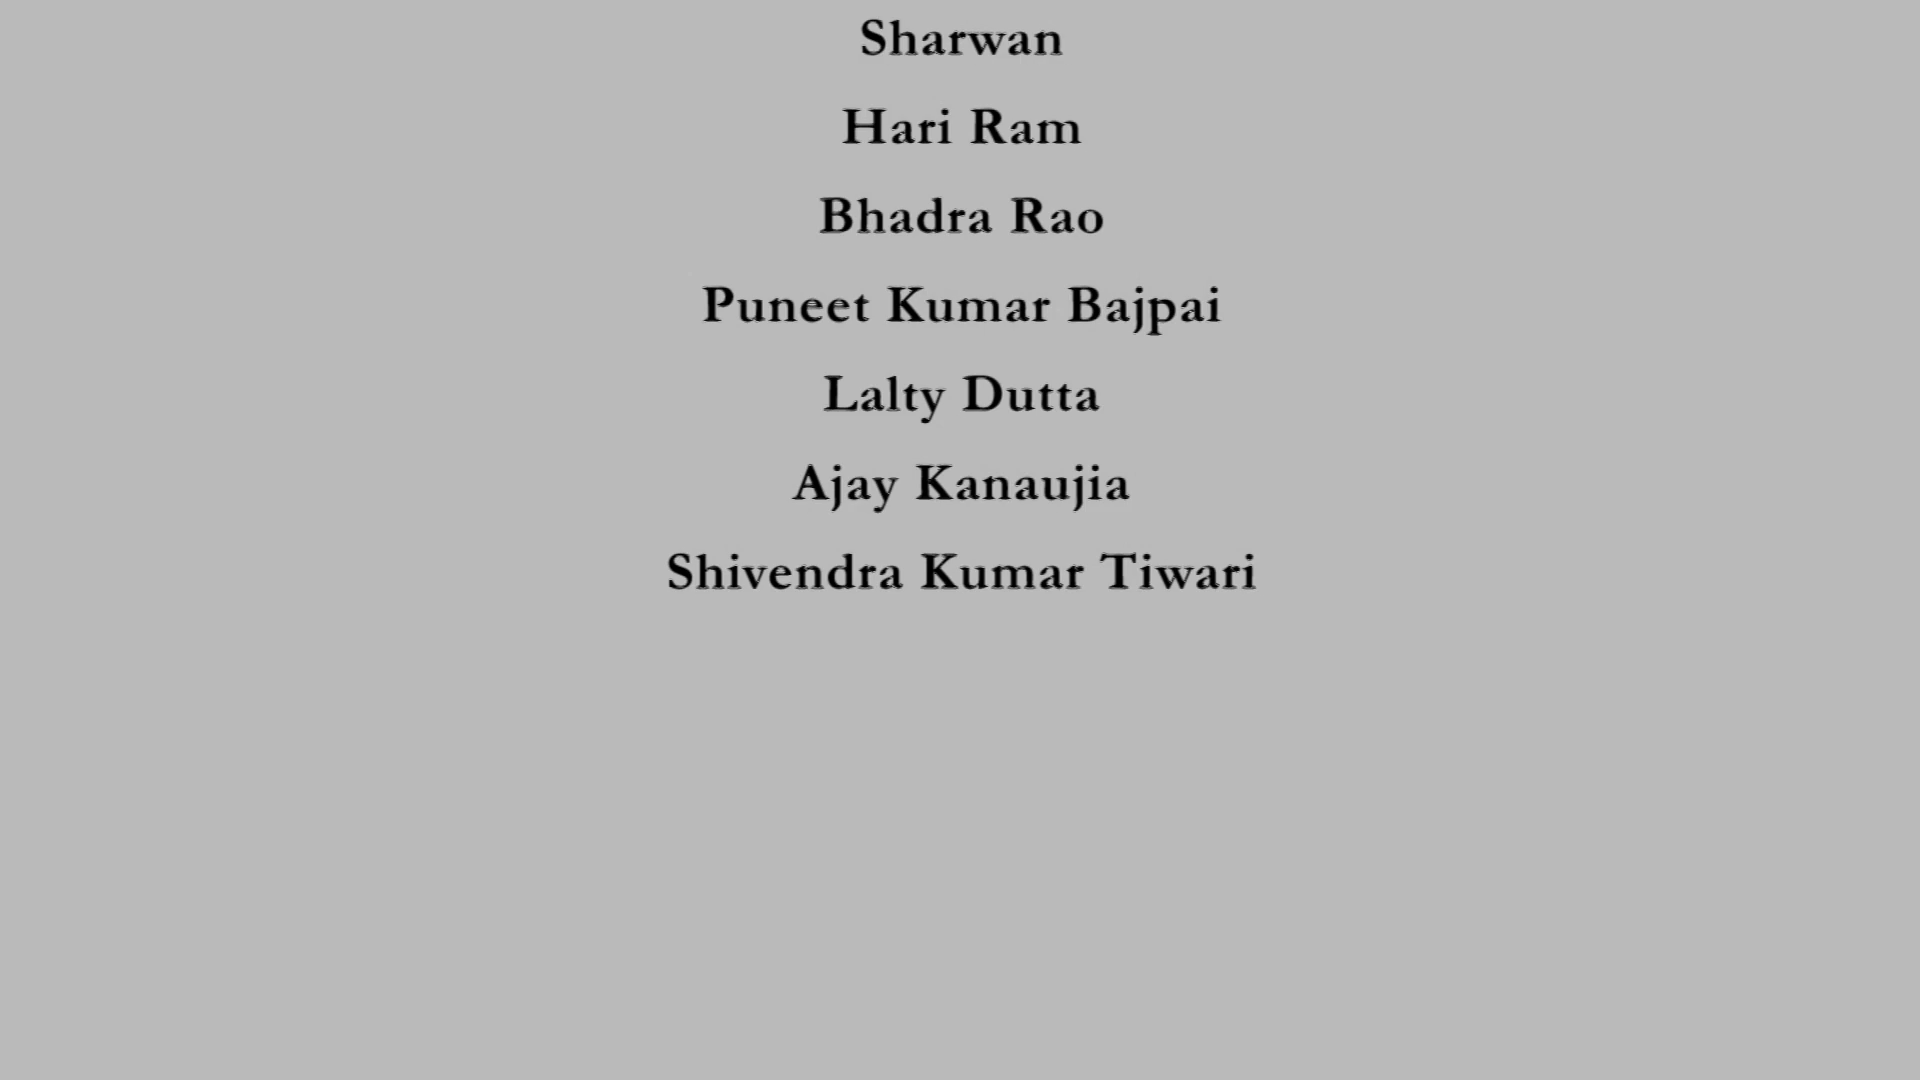 Sharwan
Hari Ram
Bhadra Rao
Puneet Kumar Bajpai
Lalty Dutta
Ajay Kanaujia
Shivendra Kumar Tiwari